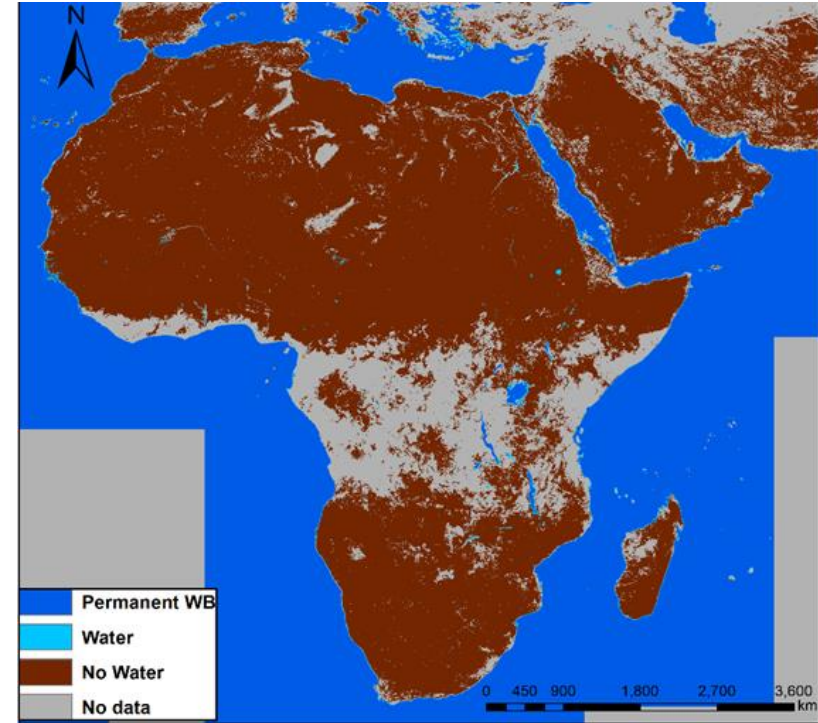 N
Permanent WB
Water
No Water
No data
0 450 900 1,800 2,700 3,600
km